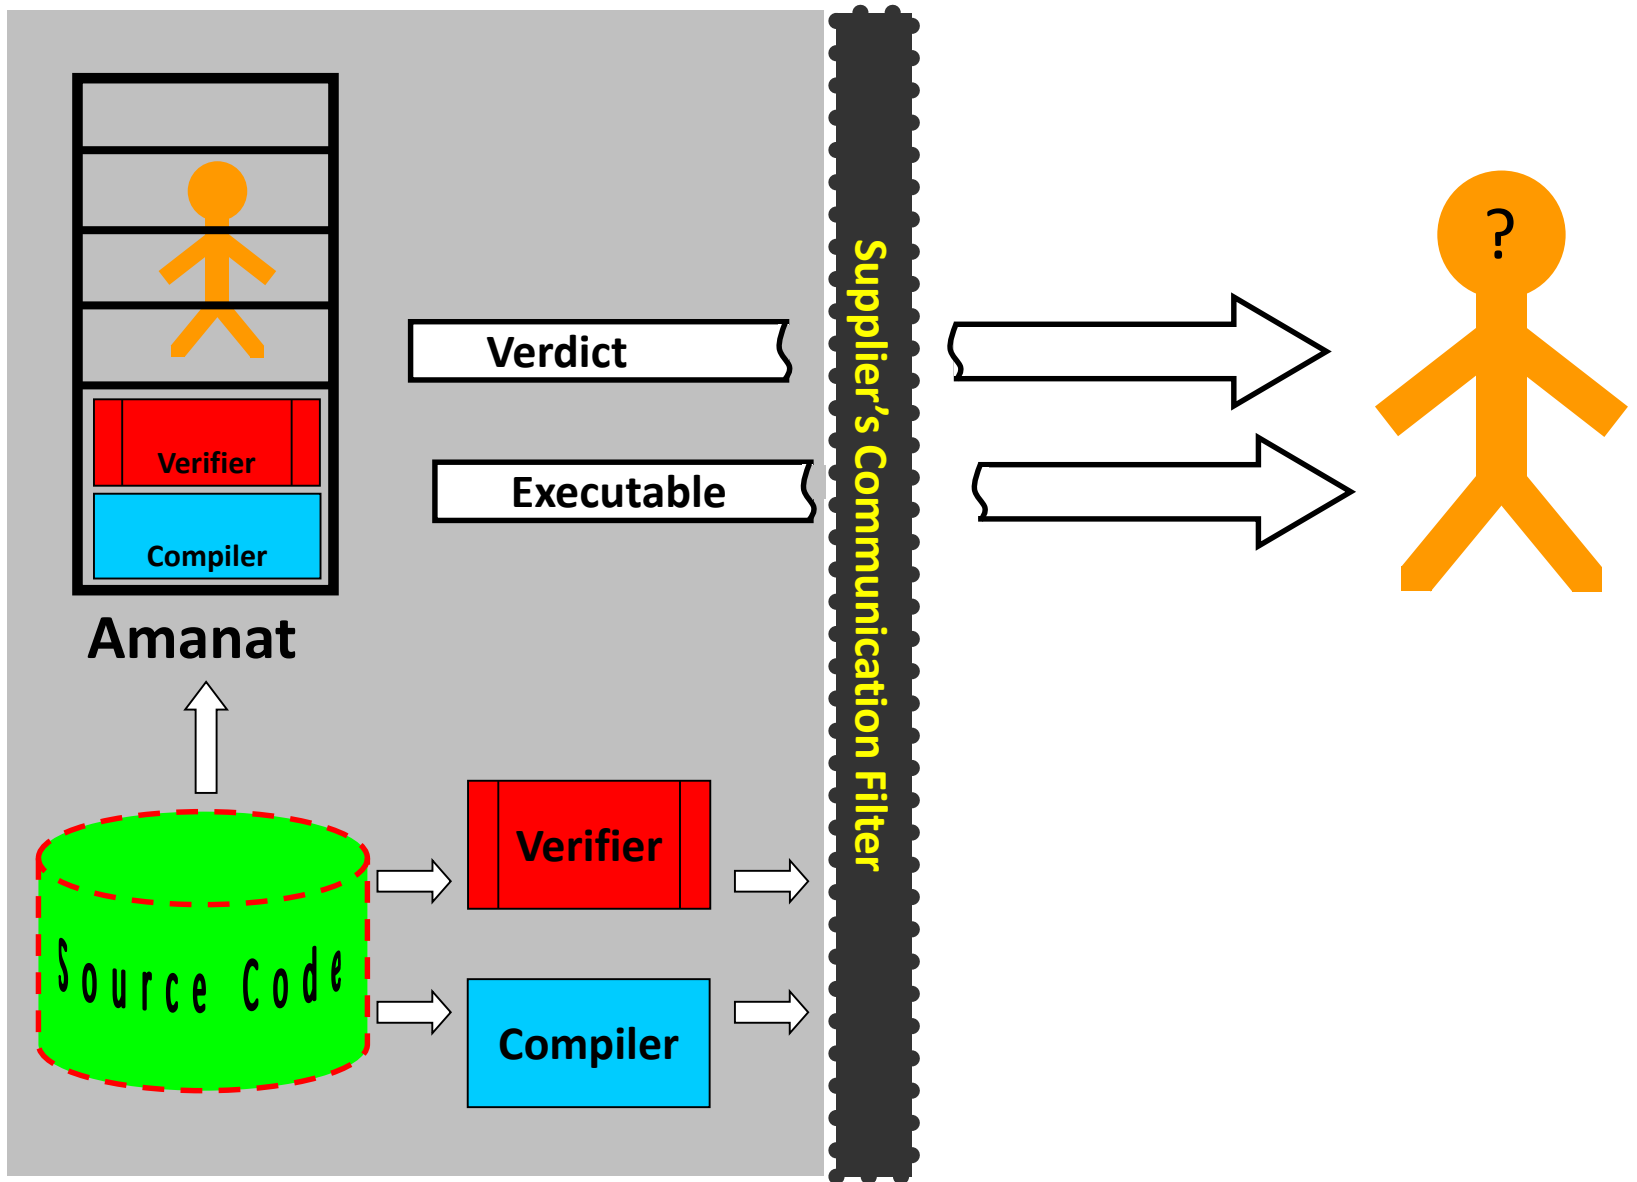 ?
Verdict
Verifier
Executable
Compiler
Amanat
Supplier's Communication Filter
Verifier
Source Code
Compiler